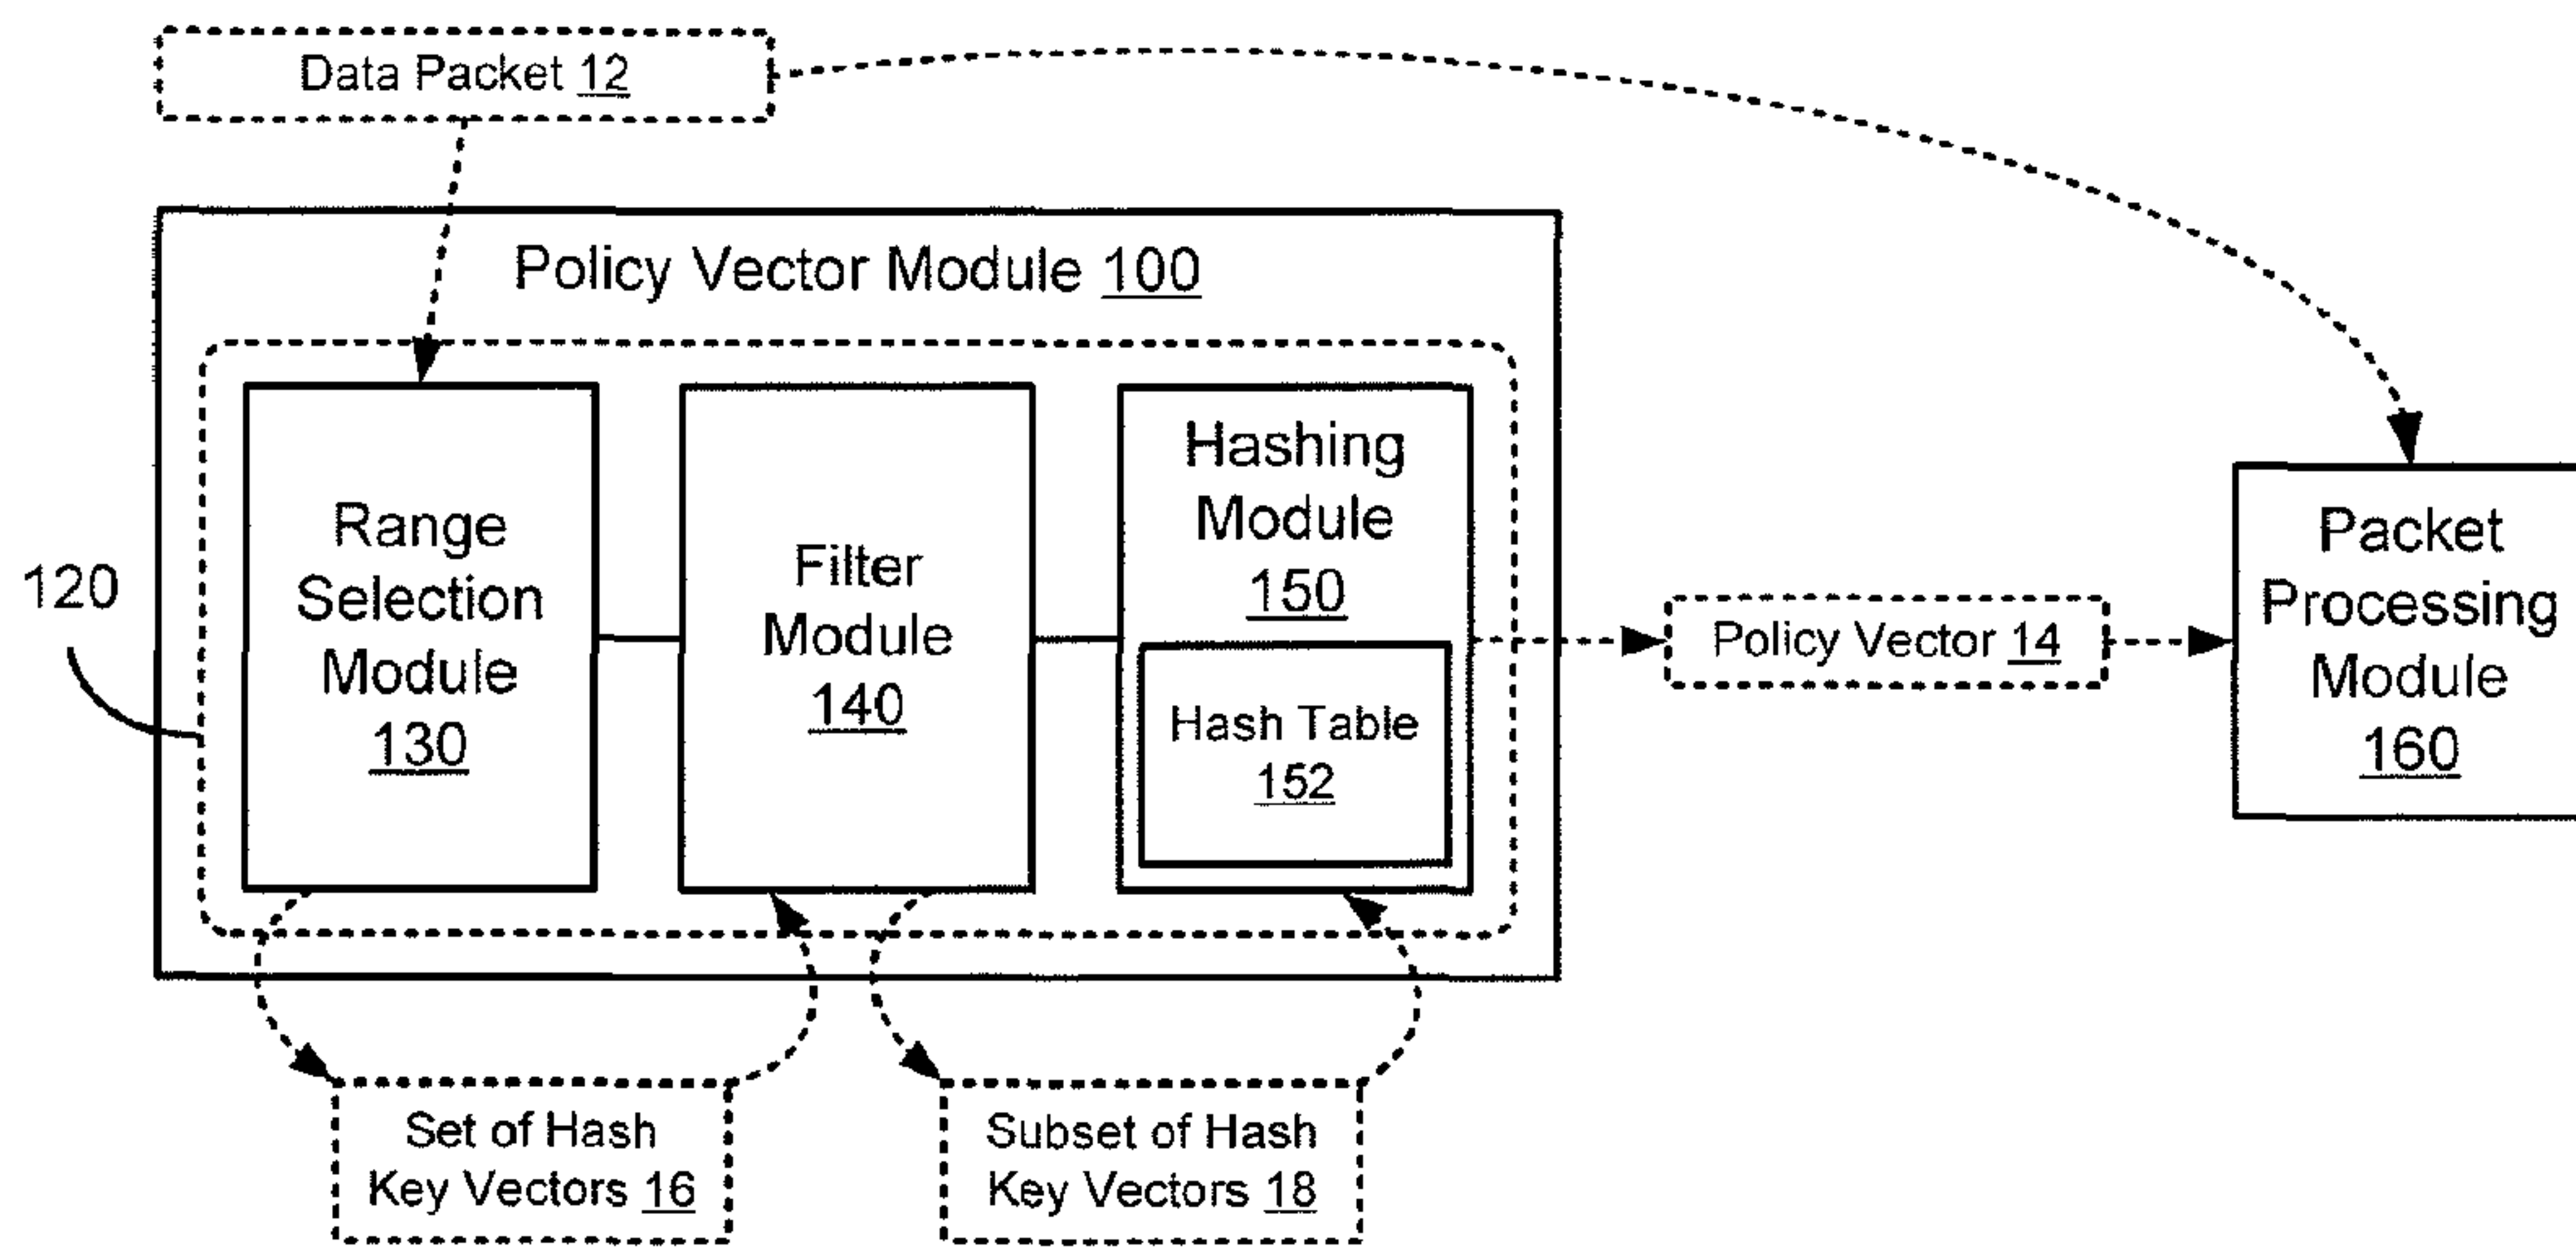 Data Packet 12
Policy Vector Module 100
120
Range
Selection
Module
130
Filter
Module
140
Hashing
Module
150
Hash Table
152
Policy Vector 14
Packet
Processing
Module
160
Set of Hash
Key Vectors 16
Subset of Hash
Key Vectors 18